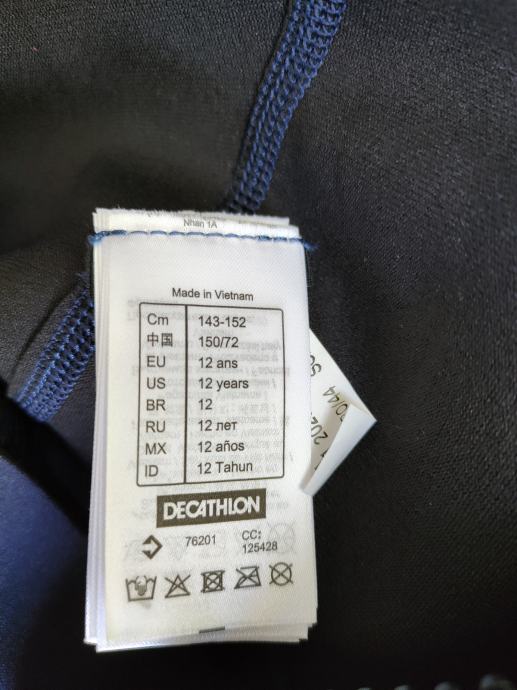 Nhan 1A
Made in Vietnam
Cm 143-152
中国 150/72
EU 12 ans
US 12 years
BR 12
RU 12 лет
MX 12 años
ID 12 Tahun
DECATHLON
76201 CC:
125428